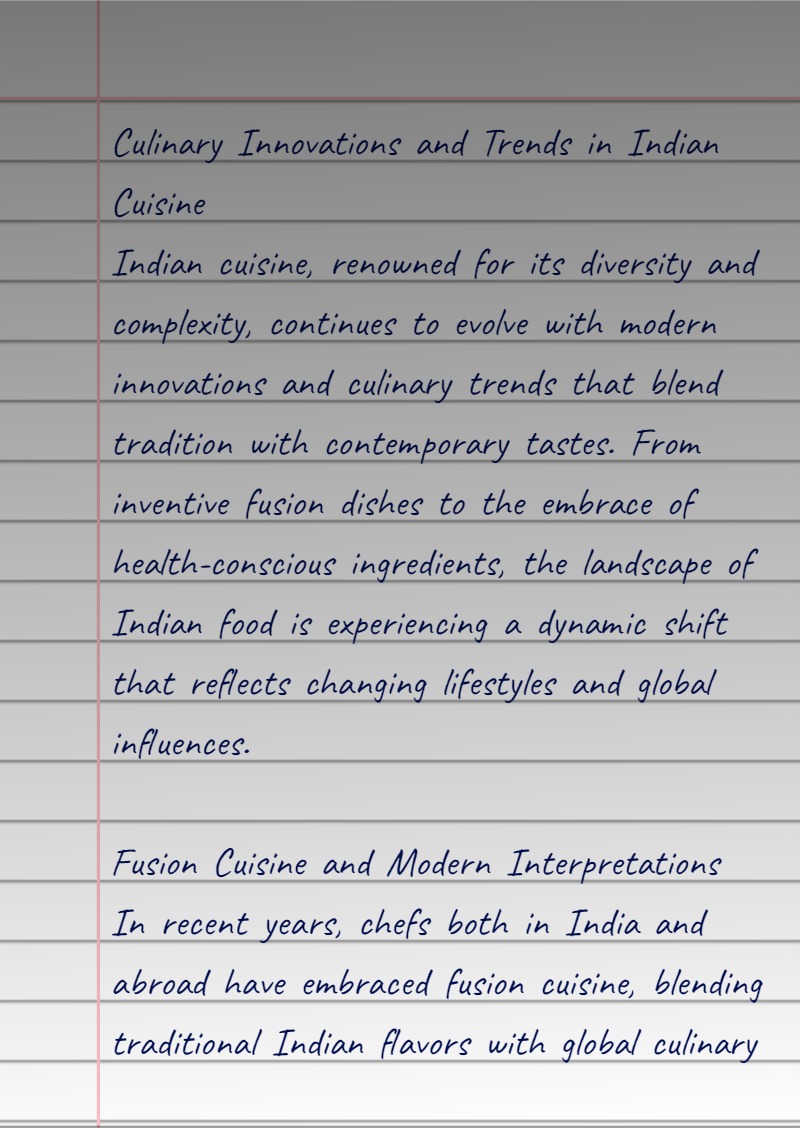 Culinary Innovations and Trends in Indian
Cuisine
Indian cuisine, renowned for its diversity and
complexity, continues to evolve with modern
innovations and culinary trends that blend
tradition with contemporary tastes. From
inventive fusion dishes to the embrace of
health-conscious ingredients, the landscape of
Indian food is experiencing a dynamic shift
that reflects changing lifestyles and global
influences.

Fusion Cuisine and Modern Interpretations
In recent years, chefs both in India and
abroad have embraced fusion cuisine, blending
traditional Indian flavors with global culinary